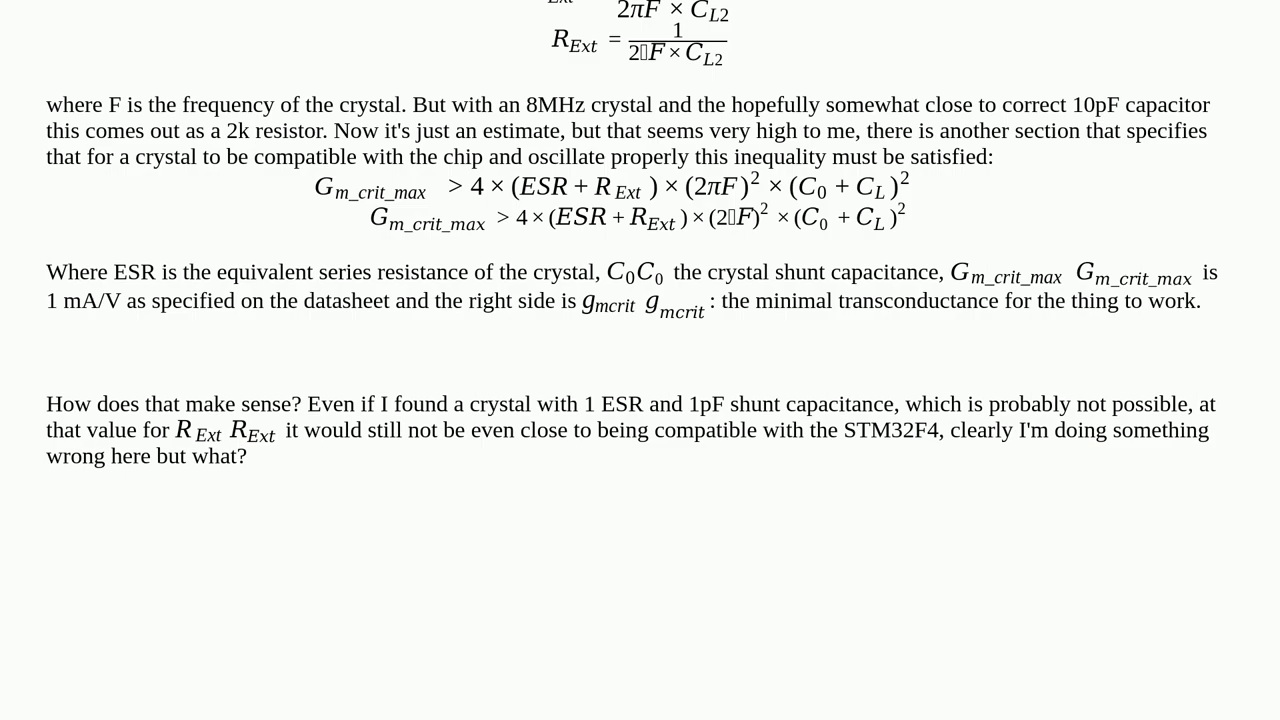 Ext 2πF × C_L2
R_Ext = 1 / (2▯F × C_L2)
where F is the frequency of the crystal. But with an 8MHz crystal and the hopefully somewhat close to correct 10pF capacitor
this comes out as a 2k resistor. Now it's just an estimate, but that seems very high to me, there is another section that specifies
that for a crystal to be compatible with the chip and oscillate properly this inequality must be satisfied:
G_m_crit_max > 4 × (ESR + R_Ext) × (2πF)² × (C_0 + C_L)²
G_m_crit_max > 4 × (ESR + R_Ext) × (2▯F)² × (C_0 + C_L)²
Where ESR is the equivalent series resistance of the crystal, C_0 C_0 the crystal shunt capacitance, G_m_crit_max G_m_crit_max is
1 mA/V as specified on the datasheet and the right side is g_mcrit g_mcrit : the minimal transconductance for the thing to work.
How does that make sense? Even if I found a crystal with 1 ESR and 1pF shunt capacitance, which is probably not possible, at
that value for R_Ext R_Ext it would still not be even close to being compatible with the STM32F4, clearly I'm doing something
wrong here but what?